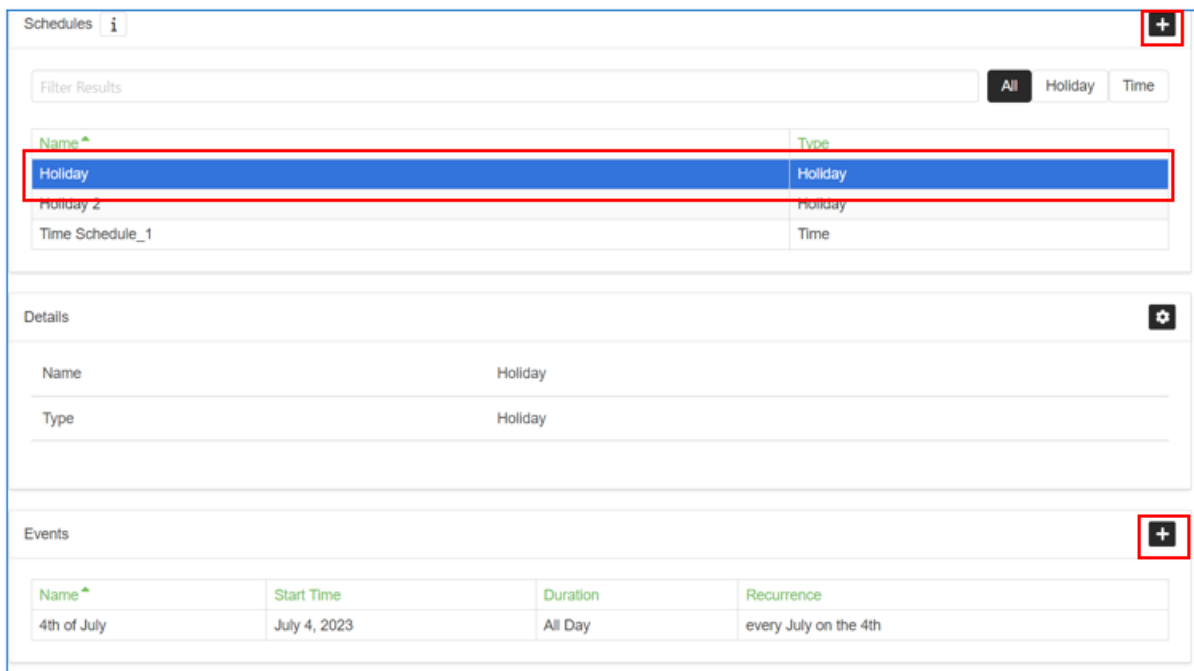 Schedules i
+
Filter Results All Holiday Time
Name Type
Holiday Holiday
Holiday 2 Holiday
Time Schedule_1 Time
Details
Name Holiday
Type Holiday
Events
+
Name Start Time Duration Recurrence
4th of July July 4, 2023 All Day every July on the 4th